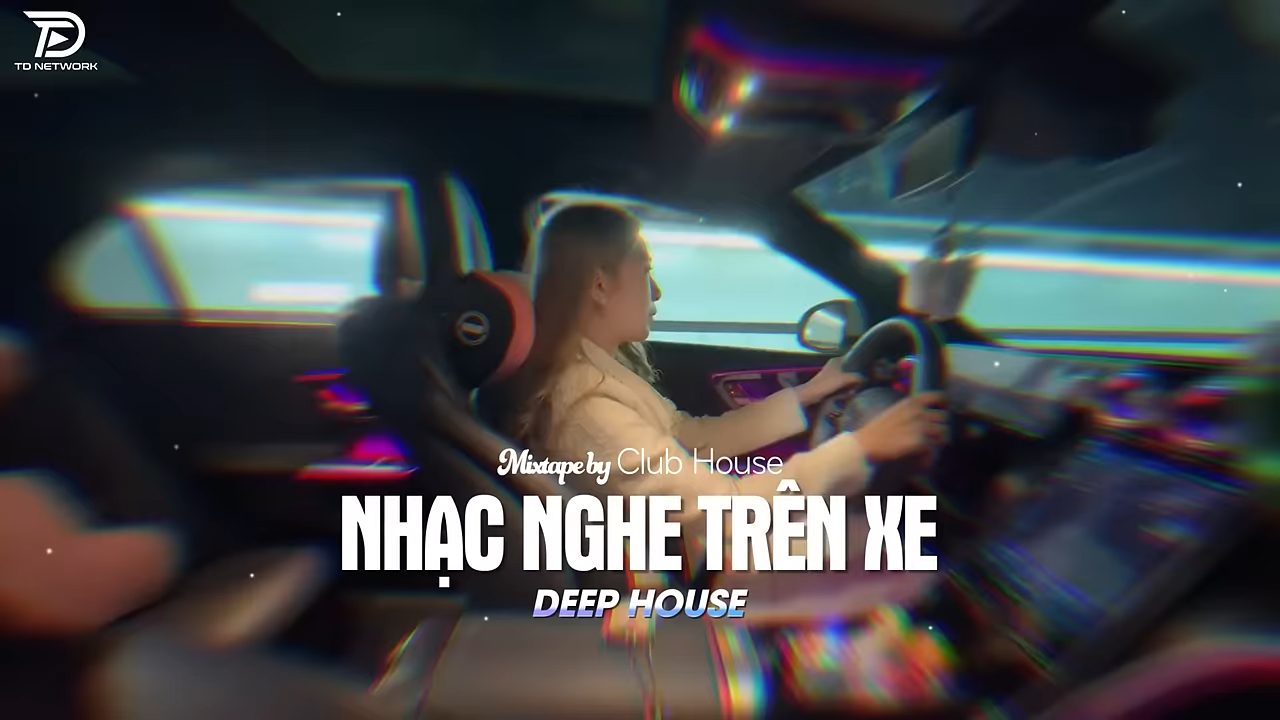 TD NETWORK
Mixtape by Club House
NHẠC NGHE TRÊN XE
DEEP HOUSE